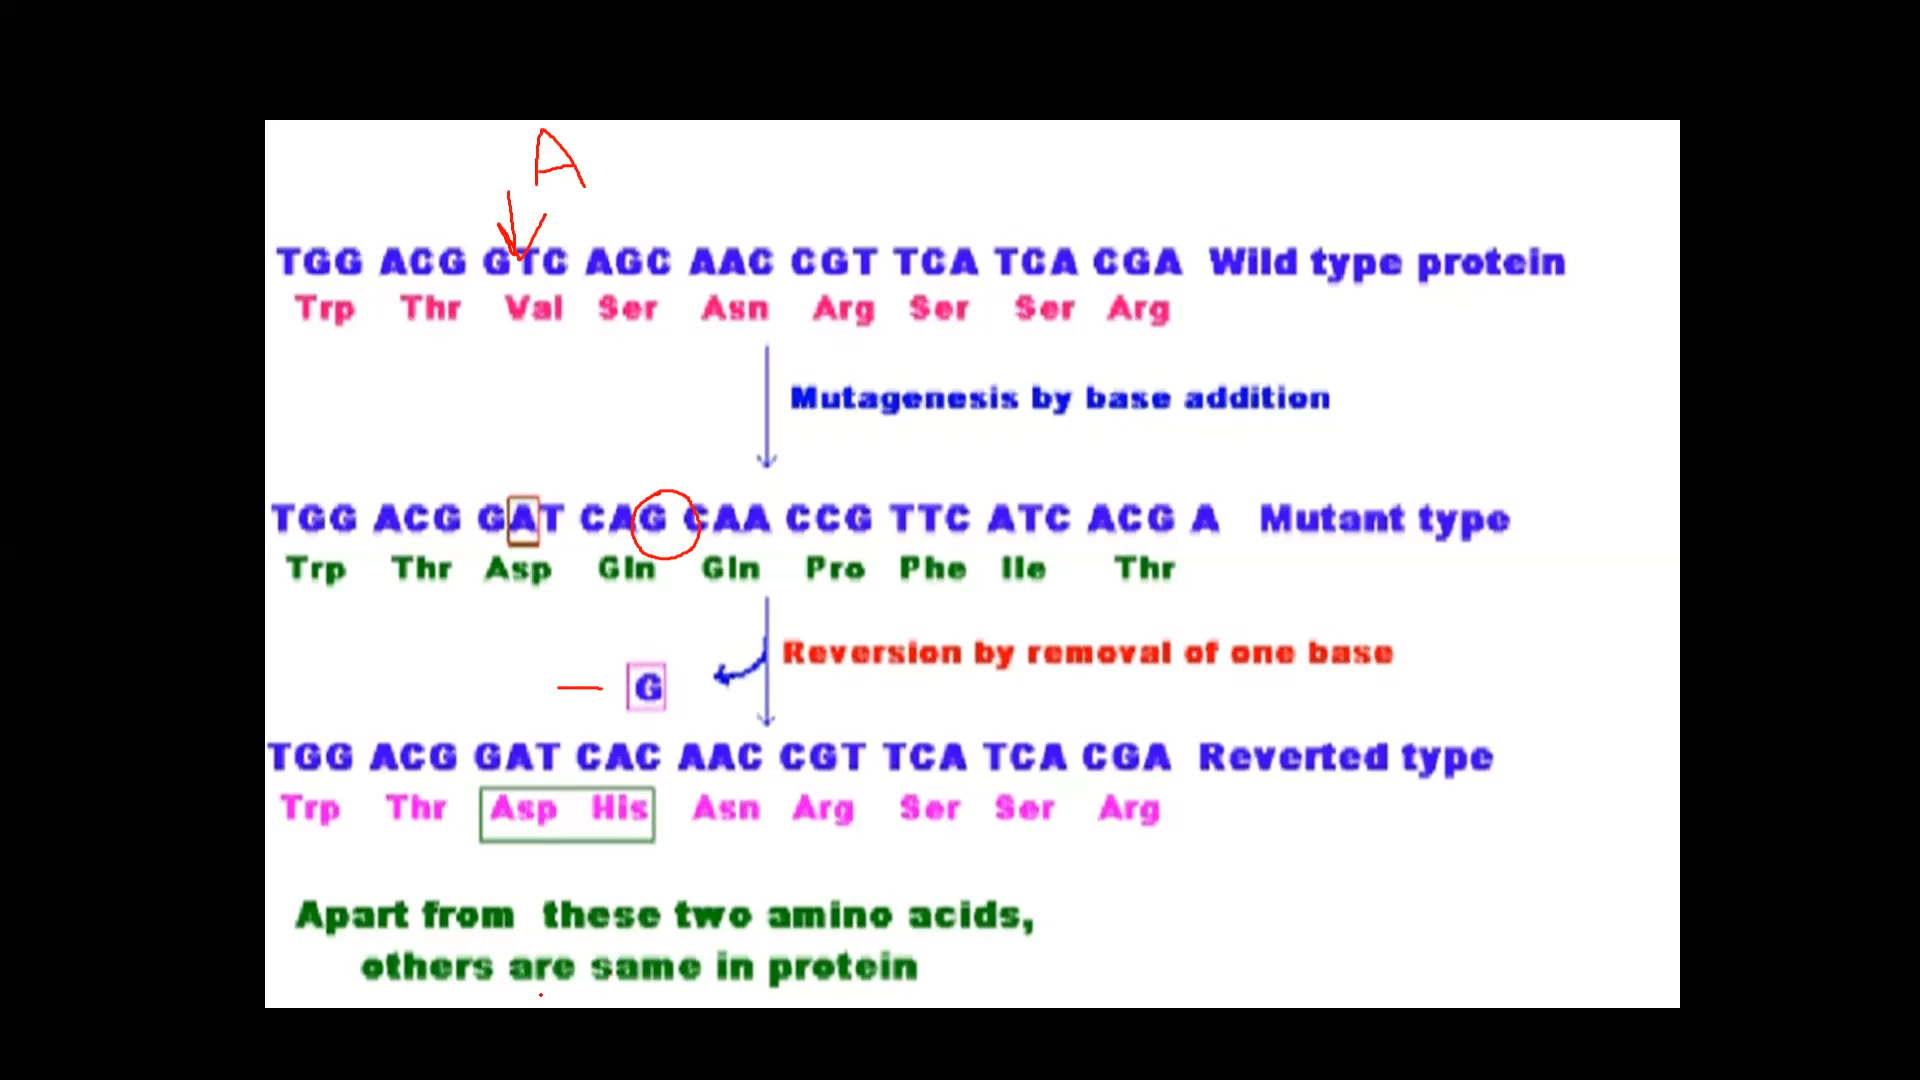 A
TGG ACG GTC AGC AAC CGT TCA TCA CGA Wild type protein
Trp Thr Val Ser Asn Arg Ser Ser Arg
Mutagenesis by base addition
TGG ACG GAT CAG CAA CCG TTC ATC ACG A Mutant type
Trp Thr Asp Gln Gln Pro Phe Ile Thr
Reversion by removal of one base
— G
TGG ACG GAT CAC AAC CGT TCA TCA CGA Reverted type
Trp Thr Asp His Asn Arg Ser Ser Arg
Apart from these two amino acids,
others are same in protein